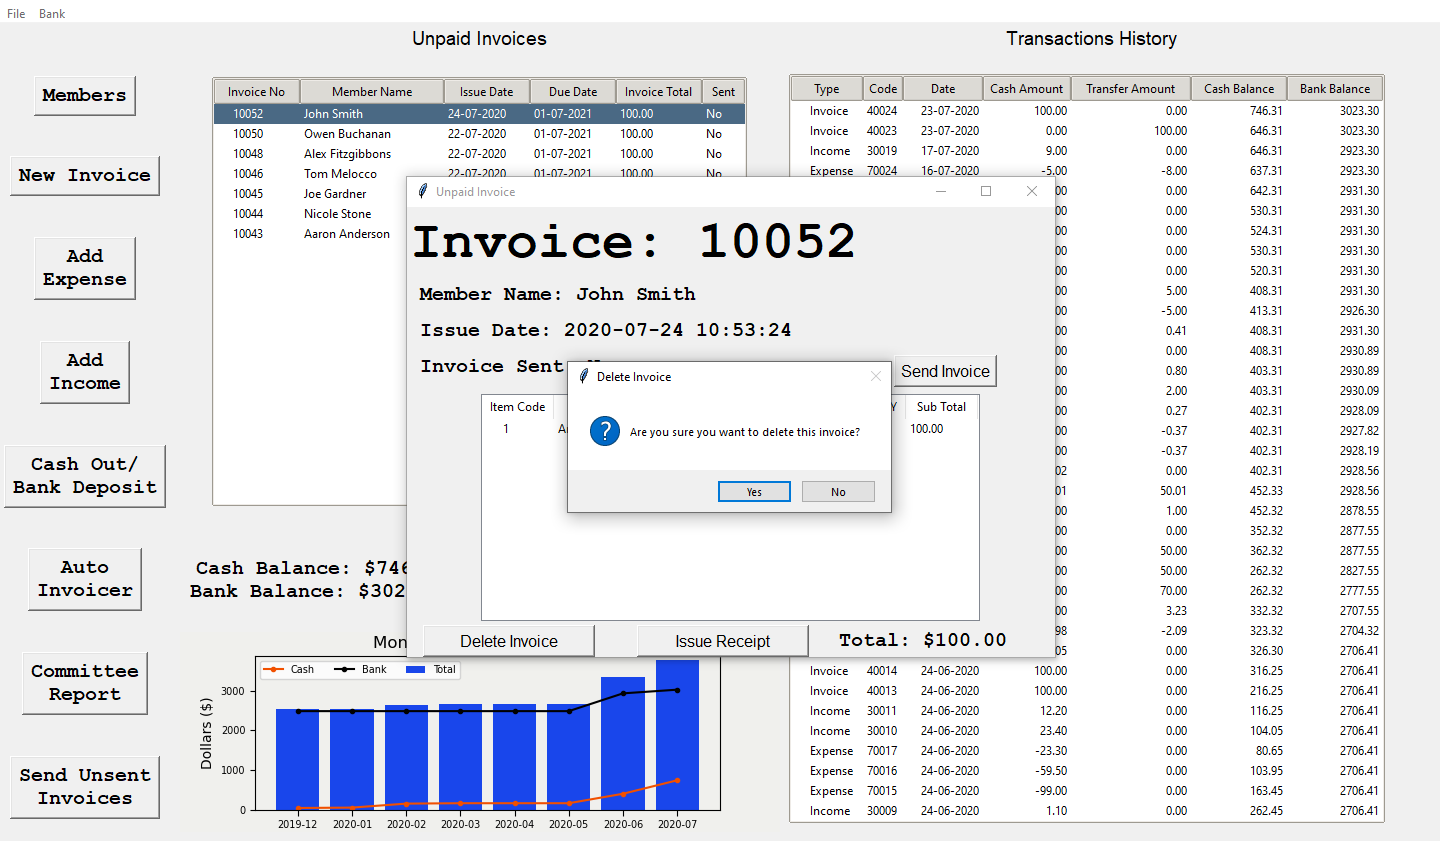 File Bank
Unpaid Invoices
Transactions History
Members
New Invoice
Add
Expense
Add
Income
Cash Out/
Bank Deposit
Auto
Invoicer
Committee
Report
Send Unsent
Invoices
Invoice No Member Name Issue Date Due Date Invoice Total Sent
10052 John Smith 24-07-2020 01-07-2021 100.00 No
10050 Owen Buchanan 22-07-2020 01-07-2021 100.00 No
10048 Alex Fitzgibbons 22-07-2020 01-07-2021 100.00 No
10046 Tom Melocco 22-07-2020 01-07-2021 100.00 No
10045 Joe Gardner
10044 Nicole Stone
10043 Aaron Anderson
Cash Balance: $746
Bank Balance: $302
Unpaid Invoice
Invoice: 10052
Member Name: John Smith
Issue Date: 2020-07-24 10:53:24
Invoice Sent
Send Invoice
Item Code Y Sub Total
1 100.00
Delete Invoice
Are you sure you want to delete this invoice?
Yes No
Delete Invoice Issue Receipt Total: $100.00
Mon
Cash Bank Total
Dollars ($)
3000
2000
1000
0
2019-12 2020-01 2020-02 2020-03 2020-04 2020-05 2020-06 2020-07
Type Code Date Cash Amount Transfer Amount Cash Balance Bank Balance
Invoice 40024 23-07-2020 100.00 0.00 746.31 3023.30
Invoice 40023 23-07-2020 0.00 100.00 646.31 3023.30
Income 30019 17-07-2020 9.00 0.00 646.31 2923.30
Expense 70024 16-07-2020 -5.00 -8.00 637.31 2923.30
00 0.00 642.31 2931.30
00 0.00 530.31 2931.30
00 0.00 524.31 2931.30
00 0.00 530.31 2931.30
00 0.00 520.31 2931.30
00 5.00 408.31 2931.30
00 -5.00 413.31 2926.30
00 0.41 408.31 2931.30
00 0.00 408.31 2930.89
00 0.80 403.31 2930.89
00 2.00 403.31 2930.09
00 0.27 402.31 2928.09
00 -0.37 402.31 2927.82
00 -0.37 402.31 2928.19
02 0.00 402.31 2928.56
01 50.01 452.33 2928.56
00 1.00 452.32 2878.55
00 0.00 352.32 2877.55
00 50.00 362.32 2877.55
00 50.00 262.32 2827.55
00 70.00 262.32 2777.55
00 3.23 332.32 2707.55
98 -2.09 323.32 2704.32
05 0.00 326.30 2706.41
Invoice 40014 24-06-2020 100.00 0.00 316.25 2706.41
Invoice 40013 24-06-2020 100.00 0.00 216.25 2706.41
Income 30011 24-06-2020 12.20 0.00 116.25 2706.41
Income 30010 24-06-2020 23.40 0.00 104.05 2706.41
Expense 70017 24-06-2020 -23.30 0.00 80.65 2706.41
Expense 70016 24-06-2020 -59.50 0.00 103.95 2706.41
Expense 70015 24-06-2020 -99.00 0.00 163.45 2706.41
Income 30009 24-06-2020 1.10 0.00 262.45 2706.41